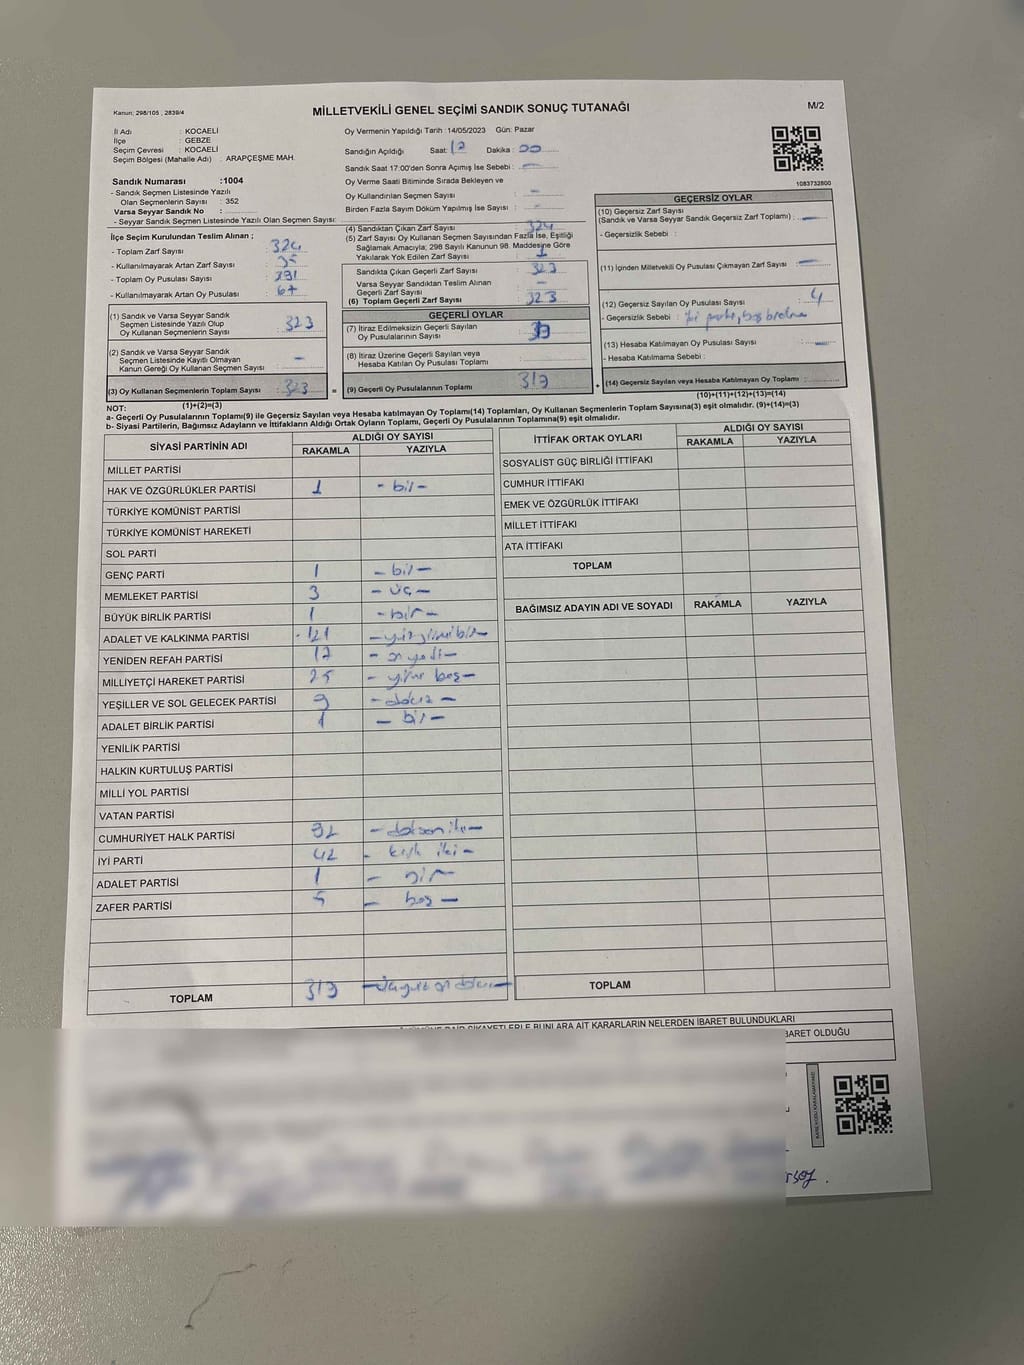 Kanun: 298/105 , 2839/4
MİLLETVEKİLİ GENEL SEÇİMİ SANDIK SONUÇ TUTANAĞI
M/2
İl Adı : KOCAELİ
İlçe : GEBZE
Seçim Çevresi : KOCAELİ
Seçim Bölgesi (Mahalle Adı) : ARAPÇEŞME MAH.
Sandık Numarası :1004
- Sandık Seçmen Listesinde Yazılı
Olan Seçmenlerin Sayısı : 352
Varsa Seyyar Sandık No :
- Seyyar Sandık Seçmen Listesinde Yazılı Olan Seçmen Sayısı:
Oy Vermenin Yapıldığı Tarih : 14/05/2023 Gün: Pazar
Sandığın Açıldığı Saat: Dakika : 00
Sandık Saat 17:00'den Sonra Açımış İse Sebebi : —
Oy Verme Saati Bitiminde Sırada Bekleyen ve
Oy Kullandırılan Seçmen Sayısı : —
Birden Fazla Sayım Döküm Yapılmış İse Sayısı : -
1083732800
İlçe Seçim Kurulundan Teslim Alınan ;
- Toplam Zarf Sayısı : 324
- Kullanılmayarak Artan Zarf Sayısı : 35
- Toplam Oy Pusulası Sayısı :
- Kullanılmayarak Artan Oy Pusulası : 67
(1) Sandık ve Varsa Seyyar Sandık
Seçmen Listesinde Yazılı Olup
Oy Kullanan Seçmenlerin Sayısı : 323
(2) Sandık ve Varsa Seyyar Sandık
Seçmen Listesinde Kayıtlı Olmayan
Kanun Gereği Oy Kullanan Seçmen Sayısı : —
(3) Oy Kullanan Seçmenlerin Toplam Sayısı : 323 =
(1)+(2)=(3)
(4) Sandıktan Çıkan Zarf Sayısı : 324
(5) Zarf Sayısı Oy Kullanan Seçmen Sayısından Fazla İse, Eşitliği
Sağlamak Amacıyla, 298 Sayılı Kanunun 98. Maddesine Göre
Yakılarak Yok Edilen Zarf Sayısı : 1
Sandıkta Çıkan Geçerli Zarf Sayısı : 323
Varsa Seyyar Sandıktan Teslim Alınan
Geçerli Zarf Sayısı : —
(6) Toplam Geçerli Zarf Sayısı : 323
GEÇERLİ OYLAR
(7) İtiraz Edilmeksizin Geçerli Sayılan
Oy Pusulasının Sayısı :
(8) İtiraz Üzerine Geçerli Sayılan veya
Hesaba Katılan Oy Pusulası Toplamı
(9) Geçerli Oy Pusulalarının Toplamı 319 +
GEÇERSİZ OYLAR
(10) Geçersiz Zarf Sayısı
(Sandık ve Varsa Seyyar Sandık Geçersiz Zarf Toplamı) : —
- Geçersizlik Sebebi :
(11) İçinden Milletvekili Oy Pusulası Çıkmayan Zarf Sayısı : —
(12) Geçersiz Sayılan Oy Pusulası Sayısı : 4
- Geçersizlik Sebebi :
(13) Hesaba Katılmayan Oy Pusulası Sayısı : —
- Hesaba Katılmama Sebebi :
(14) Geçersiz Sayılan veya Hesaba Katılmayan Oy Toplamı :
(10)+(11)+(12)+(13)=(14)
NOT:
a- Geçerli Oy Pusulalarının Toplamı(9) ile Geçersiz Sayılan veya Hesaba katılmayan Oy Toplamı(14) Toplamları, Oy Kullanan Seçmenlerin Toplam Sayısına(3) eşit olmalıdır. (9)+(14)=(3)
b- Siyasi Partilerin, Bağımsız Adayların ve İttifakların Aldığı Ortak Oyların Toplamı, Geçerli Oy Pusulalarının Toplamına(9) eşit olmalıdır.
SİYASİ PARTİNİN ADI ALDIĞI OY SAYISI
RAKAMLA YAZIYLA
MİLLET PARTİSİ
HAK VE ÖZGÜRLÜKLER PARTİSİ 1 - bir -
TÜRKİYE KOMÜNİST PARTİSİ
TÜRKİYE KOMÜNİST HAREKETİ
SOL PARTİ
GENÇ PARTİ 1 - bir -
MEMLEKET PARTİSİ 3 - üç -
BÜYÜK BİRLİK PARTİSİ 1 - bir -
ADALET VE KALKINMA PARTİSİ 121 - yüzyirmibir -
YENİDEN REFAH PARTİSİ 17 - on yedi -
MİLLİYETÇİ HAREKET PARTİSİ 25 - yirmi beş -
YEŞİLLER VE SOL GELECEK PARTİSİ 9 - dokuz -
ADALET BİRLİK PARTİSİ 1 - bir -
YENİLİK PARTİSİ
HALKIN KURTULUŞ PARTİSİ
MİLLİ YOL PARTİSİ
VATAN PARTİSİ
CUMHURİYET HALK PARTİSİ 92 - doksan iki -
İYİ PARTİ 42 - kırk iki -
ADALET PARTİSİ 1 - bir -
ZAFER PARTİSİ 5 - beş -
TOPLAM 319
İTTİFAK ORTAK OYLARI ALDIĞI OY SAYISI
RAKAMLA YAZIYLA
SOSYALİST GÜÇ BİRLİĞİ İTTİFAKI
CUMHUR İTTİFAKI
EMEK VE ÖZGÜRLÜK İTTİFAKI
MİLLET İTTİFAKI
ATA İTTİFAKI
TOPLAM
BAĞIMSIZ ADAYIN ADI VE SOYADI RAKAMLA YAZIYLA
TOPLAM
KARARLARIN NELERDEN İBARET BULUNDUKLARI
BARET OLDUĞU